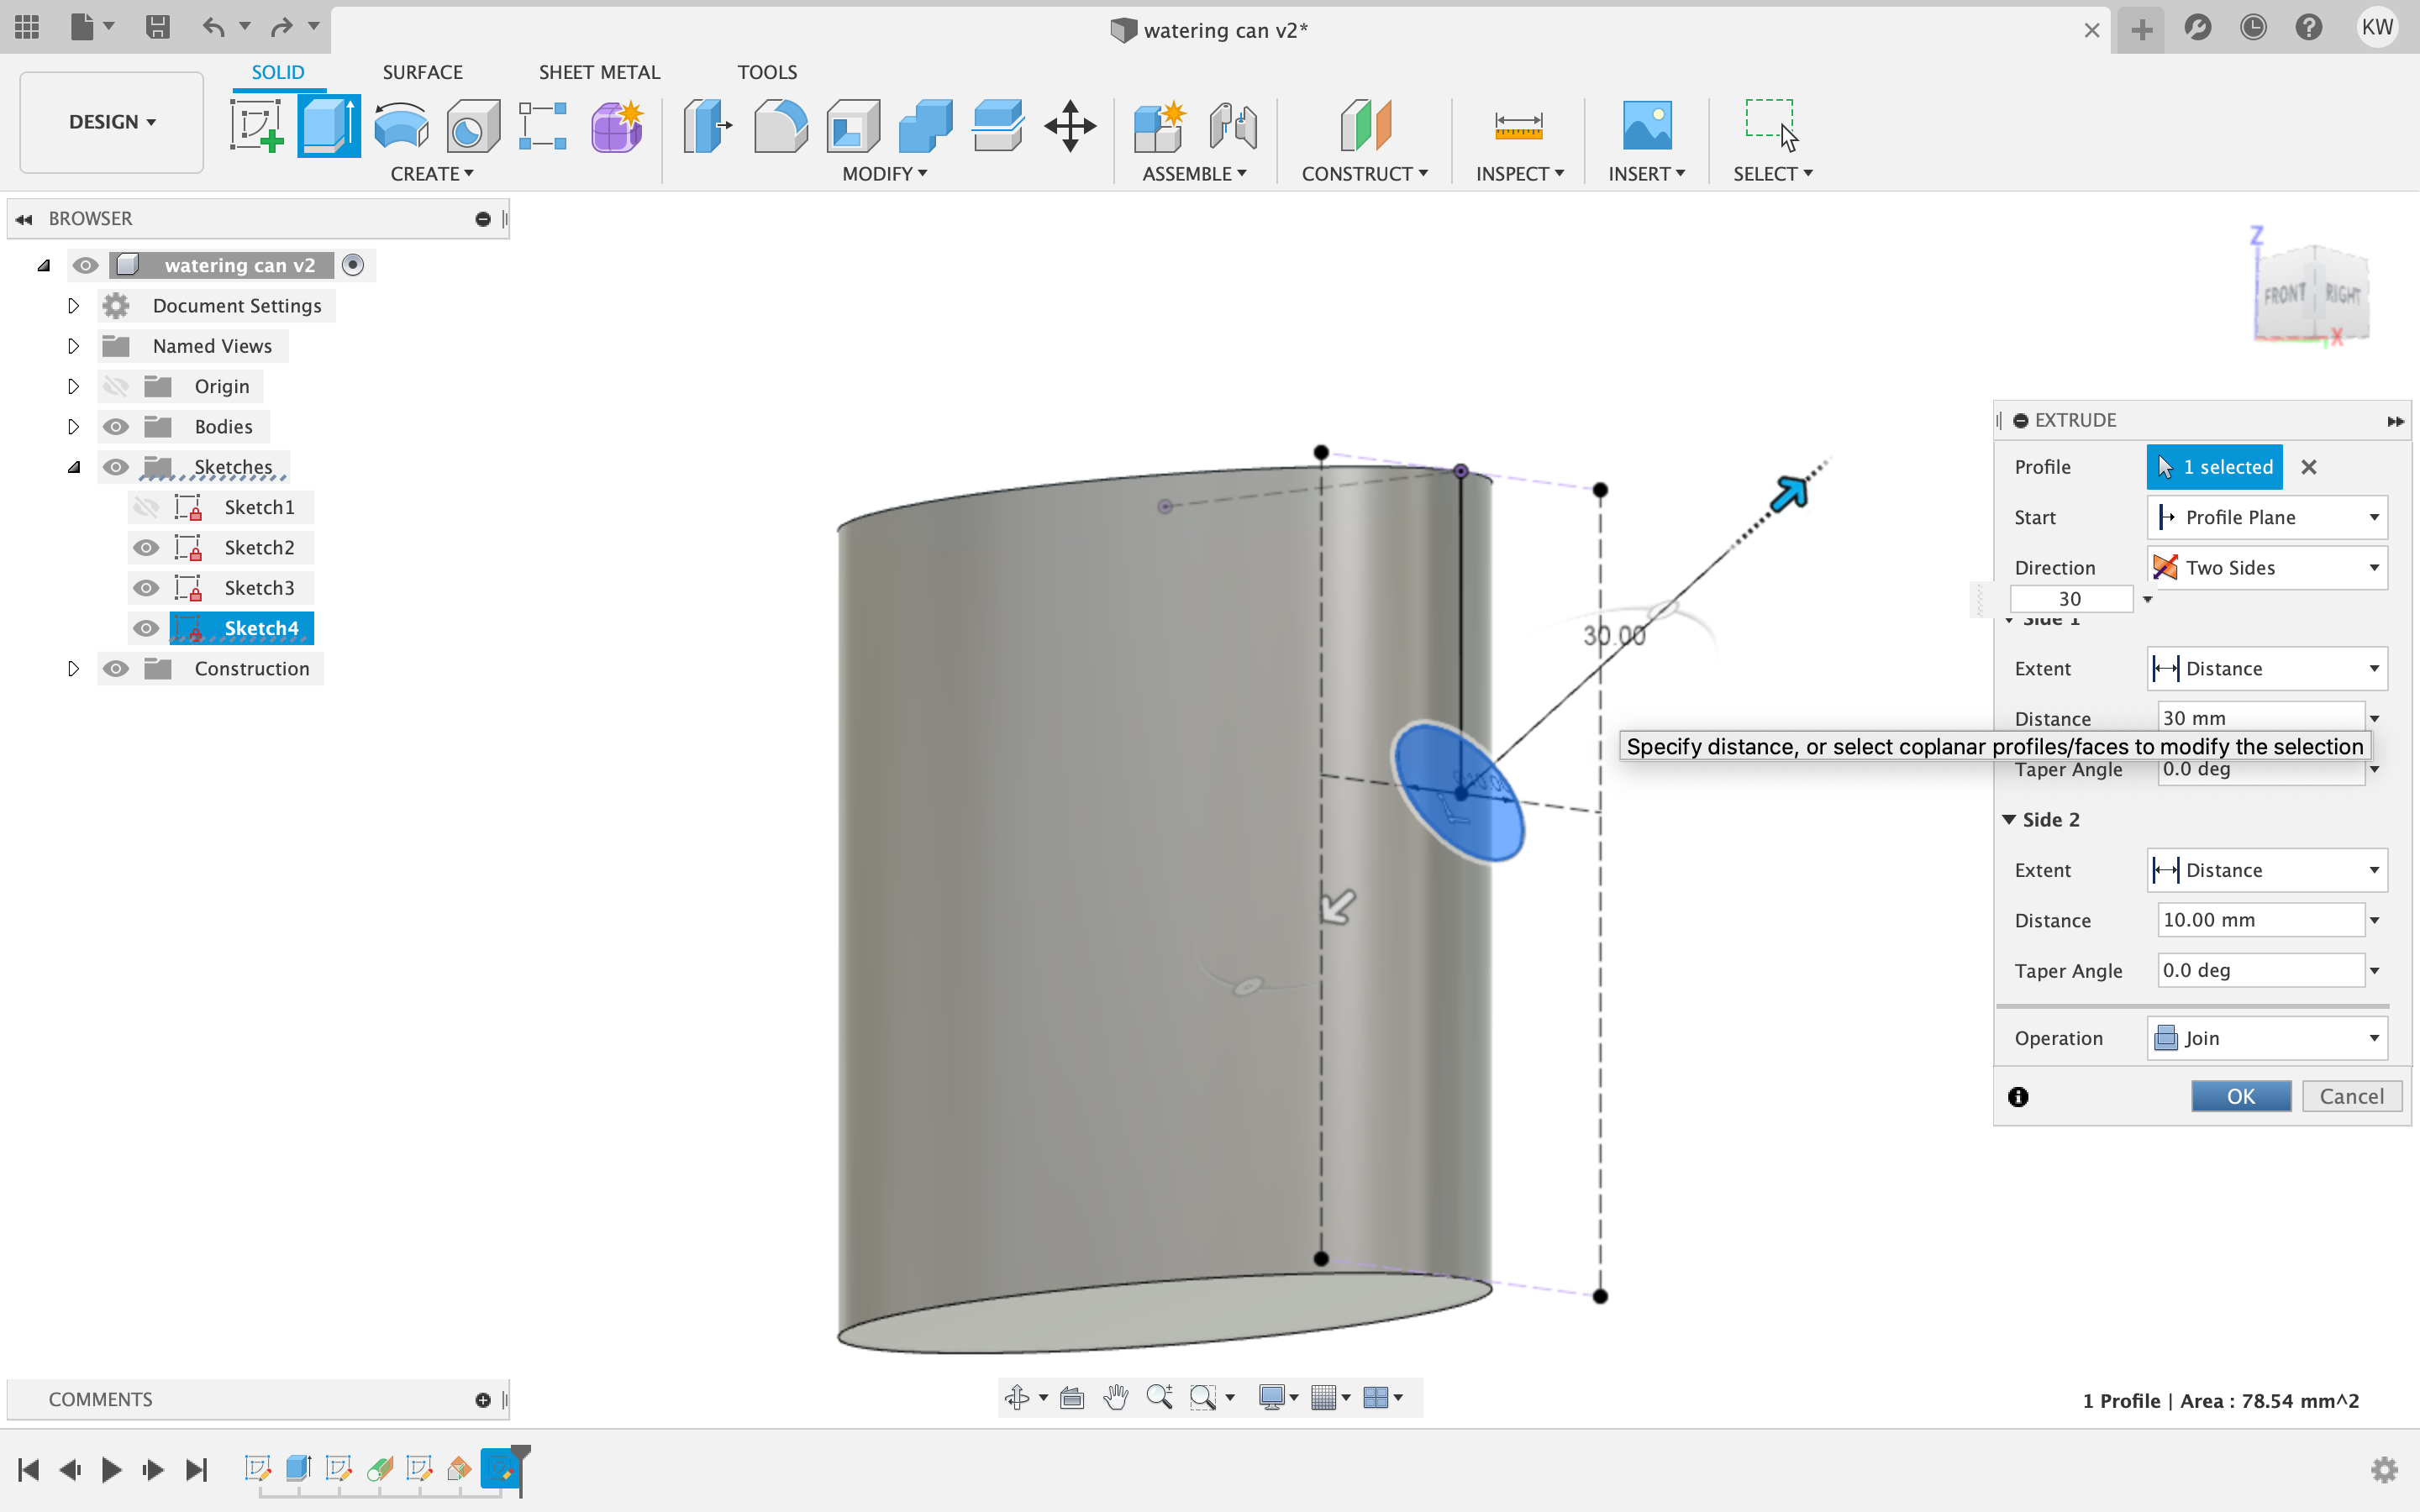 watering can v2*
KW
SOLID
SURFACE
SHEET METAL
TOOLS
DESIGN
CREATE
MODIFY
ASSEMBLE
CONSTRUCT
INSPECT
INSERT
SELECT
BROWSER
watering can v2
Document Settings
Named Views
Origin
Bodies
Sketches
Sketch1
Sketch2
Sketch3
Sketch4
Construction
Z
FRONT
RIGHT
X
30.00
EXTRUDE
Profile
1 selected
Start
Profile Plane
Direction
Two Sides
30
Side 1
Extent
Distance
Distance
30 mm
Specify distance, or select coplanar profiles/faces to modify the selection
Taper Angle
0.0 deg
Side 2
Extent
Distance
Distance
10.00 mm
Taper Angle
0.0 deg
Operation
Join
OK
Cancel
COMMENTS
1 Profile | Area : 78.54 mm^2